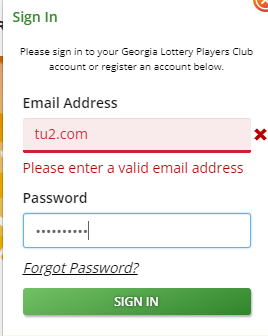 Sign In
Please sign in to your Georgia Lottery Players Club
account or register an account below.
Email Address
tu2.com
Please enter a valid email address
Password
••••••••••
Forgot Password?
SIGN IN